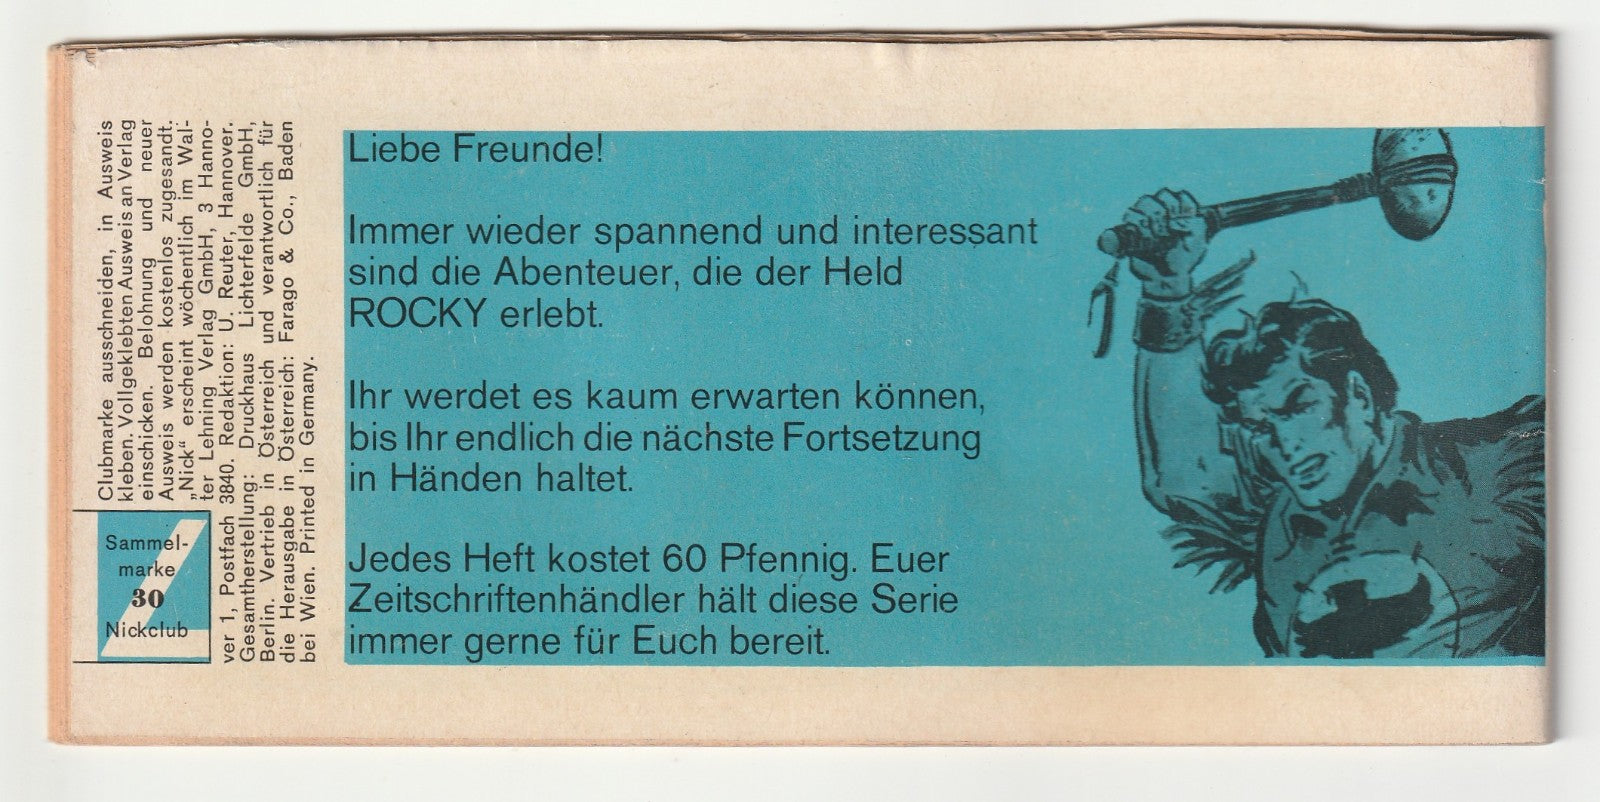 Clubmarke ausschneiden, in Ausweis
kleben. Vollgeklebten Ausweis an Verlag
einschicken. Belohnung und neuer
Ausweis werden kostenlos zugesandt.
„Nick“ erscheint wöchentlich im Wal-
ter Lehning Verlag GmbH, 3 Hanno-
ver 1, Postfach 3840. Redaktion: U. Reuter, Hannover.
Gesamtherstellung: Druckhaus Lichterfelde GmbH,
Berlin. Vertrieb in Österreich und verantwortlich für
die Herausgabe in Österreich: Farago & Co., Baden
bei Wien. Printed in Germany.
Sammel-
marke
30
Nickclub
Liebe Freunde!
Immer wieder spannend und interessant
sind die Abenteuer, die der Held
ROCKY erlebt.
Ihr werdet es kaum erwarten können,
bis Ihr endlich die nächste Fortsetzung
in Händen haltet.
Jedes Heft kostet 60 Pfennig. Euer
Zeitschriftenhändler hält diese Serie
immer gerne für Euch bereit.